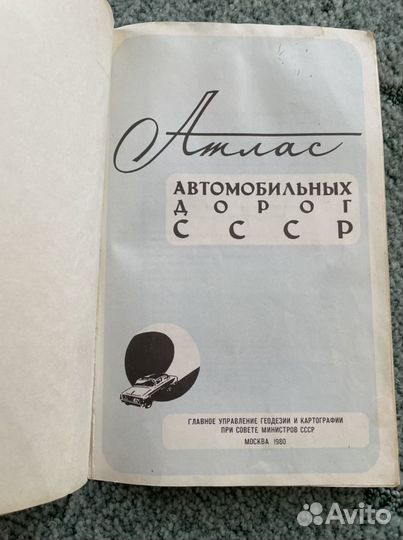 Атлас
АВТОМОБИЛЬНЫХ
ДОРОГ
СССР
ГЛАВНОЕ УПРАВЛЕНИЕ ГЕОДЕЗИИ И КАРТОГРАФИИ
ПРИ СОВЕТЕ МИНИСТРОВ СССР
МОСКВА 1980
Avito